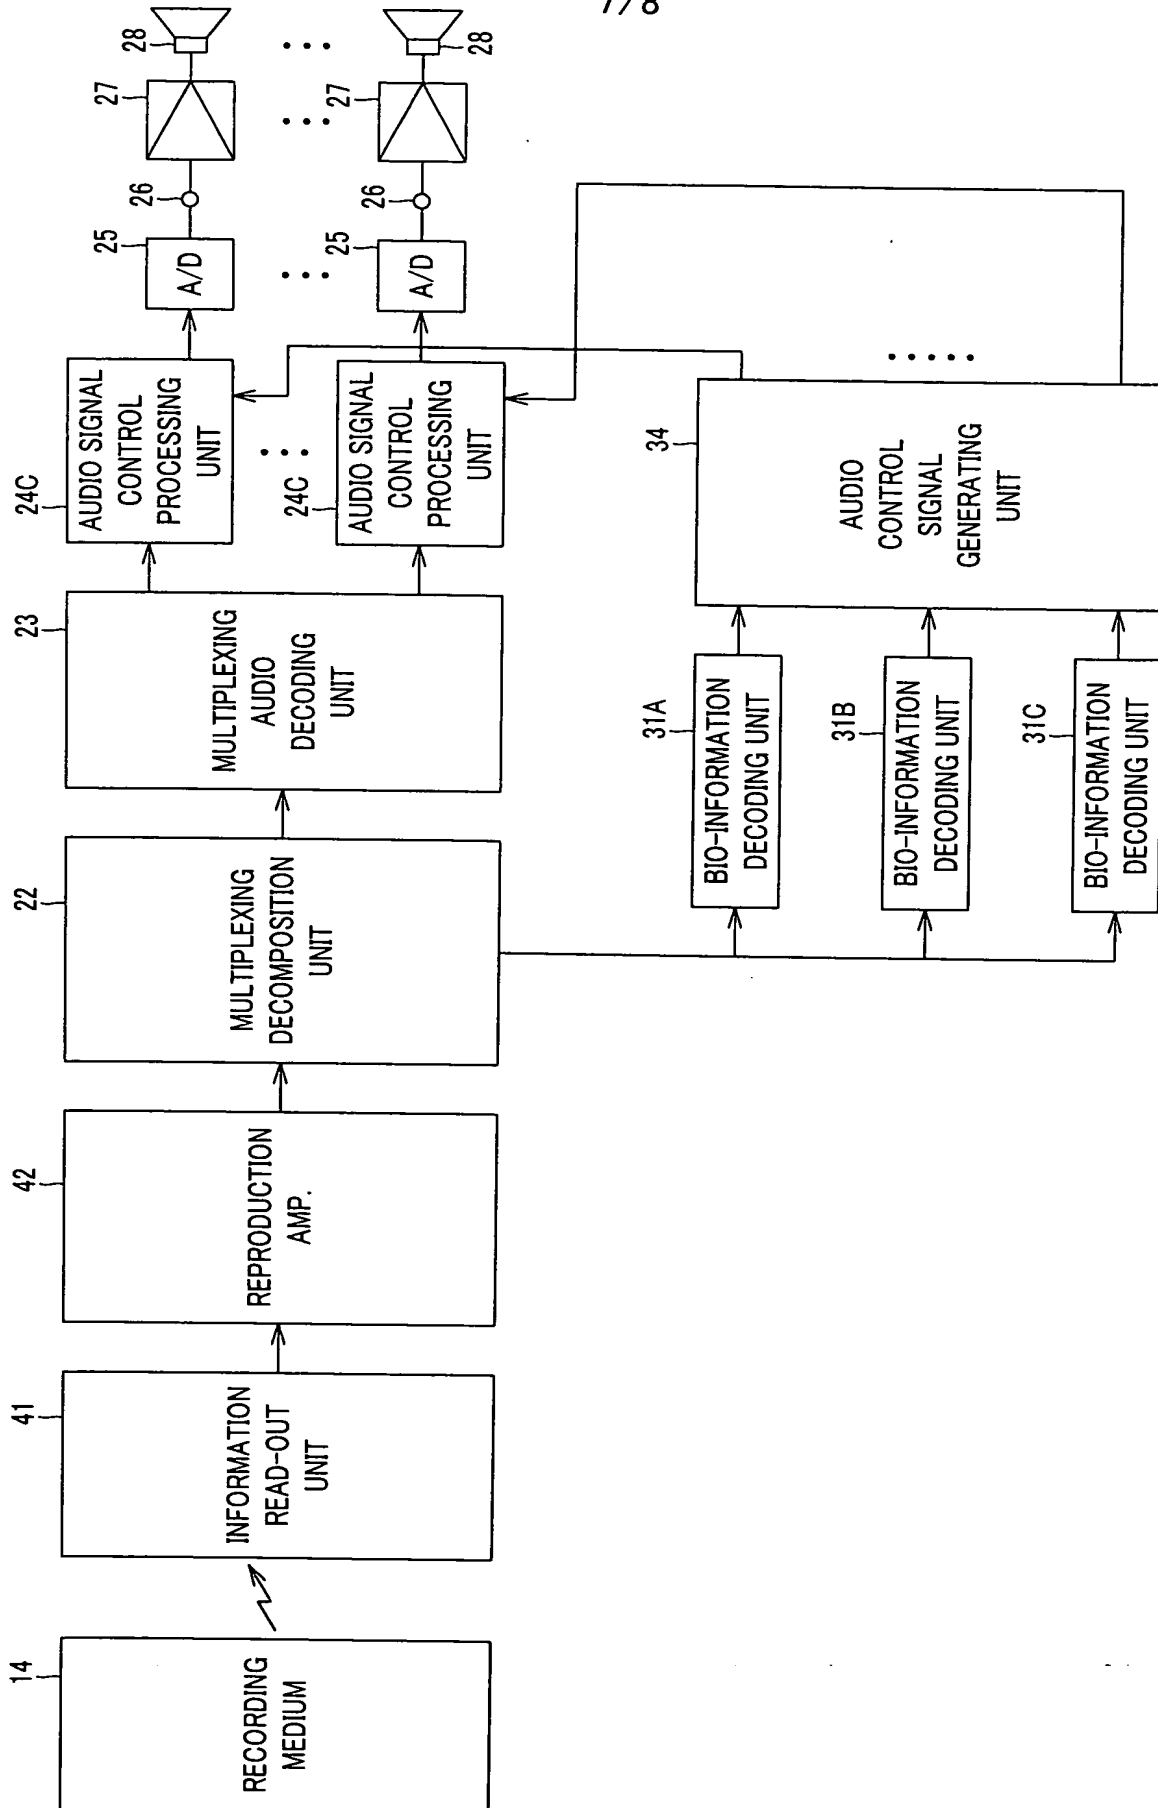 7/8
14
RECORDING
MEDIUM
41
INFORMATION
READ-OUT
UNIT
42
REPRODUCTION
AMP.
22
MULTIPLEXING
DECOMPOSITION
UNIT
23
MULTIPLEXING
AUDIO
DECODING
UNIT
24C
AUDIO SIGNAL
CONTROL
PROCESSING
UNIT
25
A/D
26
27
28
24C
AUDIO SIGNAL
CONTROL
PROCESSING
UNIT
25
A/D
26
27
28
31A
BIO-INFORMATION
DECODING UNIT
31B
BIO-INFORMATION
DECODING UNIT
31C
BIO-INFORMATION
DECODING UNIT
34
AUDIO
CONTROL
SIGNAL
GENERATING
UNIT